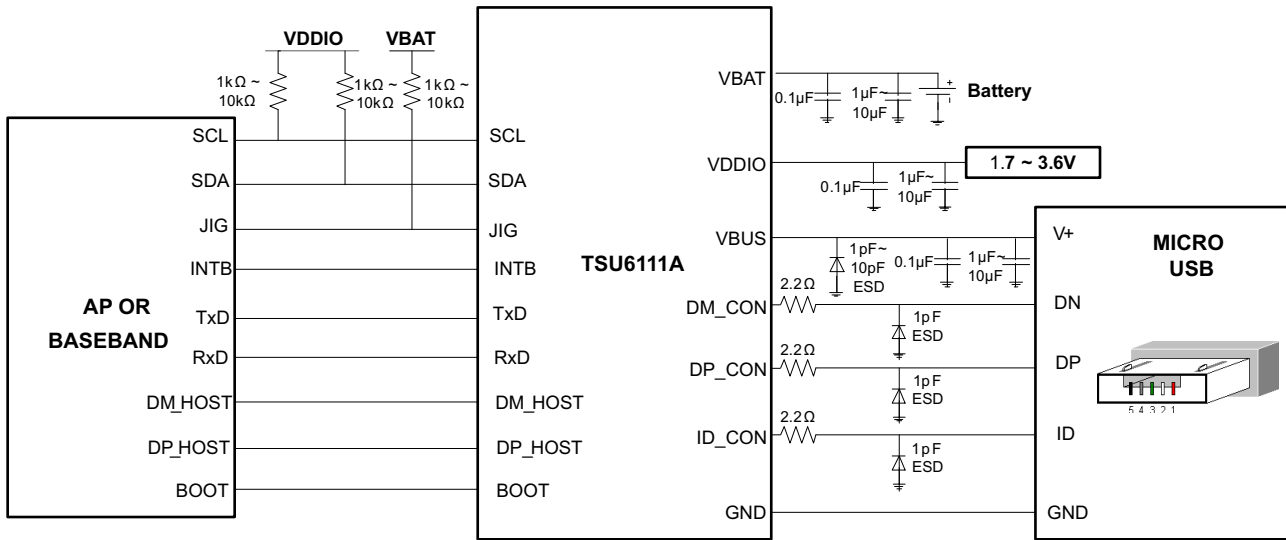 VDDIO
VBAT
1kΩ ~
10kΩ
1kΩ~
10kΩ
1kΩ ~
10kΩ
AP OR
BASEBAND
SCL
SDA
JIG
INTB
TxD
RxD
DM_HOST
DP_HOST
BOOT
TSU6111A
SCL
SDA
JIG
INTB
TxD
RxD
DM_HOST
DP_HOST
BOOT
VBAT
VDDIO
VBUS
DM_CON
DP_CON
ID_CON
GND
0.1µF
1µF~
10µF
+
Battery
0.1µF
1µF~
10µF
1.7 ~ 3.6V
1pF~
10pF
ESD
0.1µF
1µF~
10µF
2.2Ω
1pF
ESD
2.2Ω
1pF
ESD
2.2Ω
1pF
ESD
MICRO
USB
V+
DN
DP
ID
GND
5 4 3 2 1